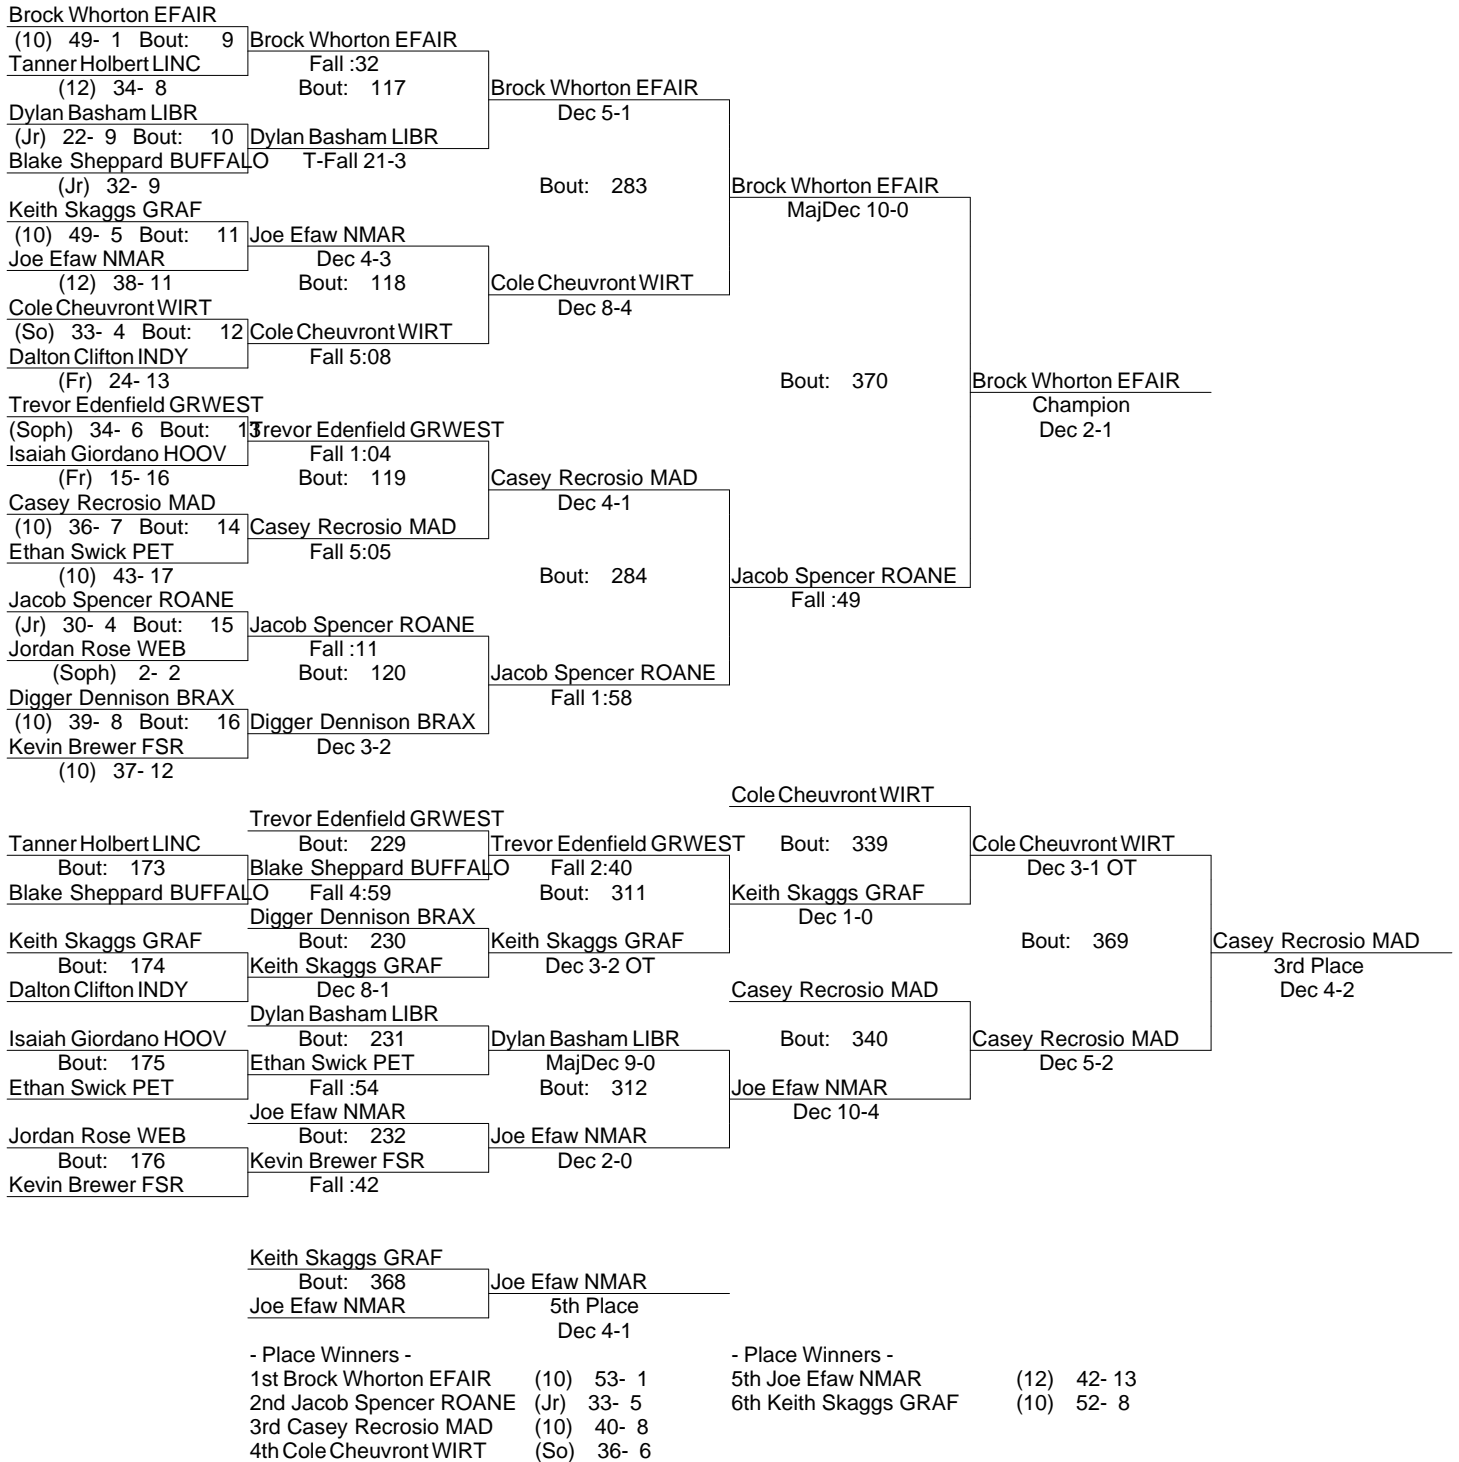 Brock Whorton EFAIR
(10) 49- 1 Bout: 9 Brock Whorton EFAIR
Tanner Holbert LINC Fall :32
(12) 34- 8 Bout: 117 Brock Whorton EFAIR
Dylan Basham LIBR Dec 5-1
(Jr) 22- 9 Bout: 10 Dylan Basham LIBR
Blake Sheppard BUFFALO T-Fall 21-3
(Jr) 32- 9 Bout: 283 Brock Whorton EFAIR
Keith Skaggs GRAF MajDec 10-0
(10) 49- 5 Bout: 11 Joe Efaw NMAR
Joe Efaw NMAR Dec 4-3
(12) 38- 11 Bout: 118 Cole Cheuvront WIRT
Cole Cheuvront WIRT Dec 8-4
(So) 33- 4 Bout: 12 Cole Cheuvront WIRT
Dalton Clifton INDY Fall 5:08
(Fr) 24- 13 Bout: 370 Brock Whorton EFAIR
Trevor Edenfield GRWEST Champion
(Soph) 34- 6 Bout: 13 Trevor Edenfield GRWEST Dec 2-1
Isaiah Giordano HOOV Fall 1:04
(Fr) 15- 16 Bout: 119 Casey Recrosio MAD
Casey Recrosio MAD Dec 4-1
(10) 36- 7 Bout: 14 Casey Recrosio MAD
Ethan Swick PET Fall 5:05
(10) 43- 17 Bout: 284 Jacob Spencer ROANE
Jacob Spencer ROANE Fall :49
(Jr) 30- 4 Bout: 15 Jacob Spencer ROANE
Jordan Rose WEB Fall :11
(Soph) 2- 2 Bout: 120 Jacob Spencer ROANE
Digger Dennison BRAX Fall 1:58
(10) 39- 8 Bout: 16 Digger Dennison BRAX
Kevin Brewer FSR Dec 3-2
(10) 37- 12
Cole Cheuvront WIRT
Trevor Edenfield GRWEST
Tanner Holbert LINC Bout: 229 Trevor Edenfield GRWEST Bout: 339 Cole Cheuvront WIRT
Bout: 173 Blake Sheppard BUFFALO Fall 2:40 Dec 3-1 OT
Blake Sheppard BUFFALO Fall 4:59 Bout: 311 Keith Skaggs GRAF
Digger Dennison BRAX Dec 1-0
Keith Skaggs GRAF Bout: 230 Keith Skaggs GRAF Bout: 369 Casey Recrosio MAD
Bout: 174 Keith Skaggs GRAF Dec 3-2 OT 3rd Place
Dalton Clifton INDY Dec 8-1 Casey Recrosio MAD Dec 4-2
Dylan Basham LIBR
Isaiah Giordano HOOV Bout: 231 Dylan Basham LIBR Bout: 340 Casey Recrosio MAD
Bout: 175 Ethan Swick PET MajDec 9-0 Dec 5-2
Ethan Swick PET Fall :54 Bout: 312 Joe Efaw NMAR
Joe Efaw NMAR Dec 10-4
Jordan Rose WEB Bout: 232 Joe Efaw NMAR
Bout: 176 Kevin Brewer FSR Dec 2-0
Kevin Brewer FSR Fall :42
Keith Skaggs GRAF
Bout: 368 Joe Efaw NMAR
Joe Efaw NMAR 5th Place
Dec 4-1
- Place Winners - - Place Winners -
1st Brock Whorton EFAIR (10) 53- 1 5th Joe Efaw NMAR (12) 42- 13
2nd Jacob Spencer ROANE (Jr) 33- 5 6th Keith Skaggs GRAF (10) 52- 8
3rd Casey Recrosio MAD (10) 40- 8
4th Cole Cheuvront WIRT (So) 36- 6